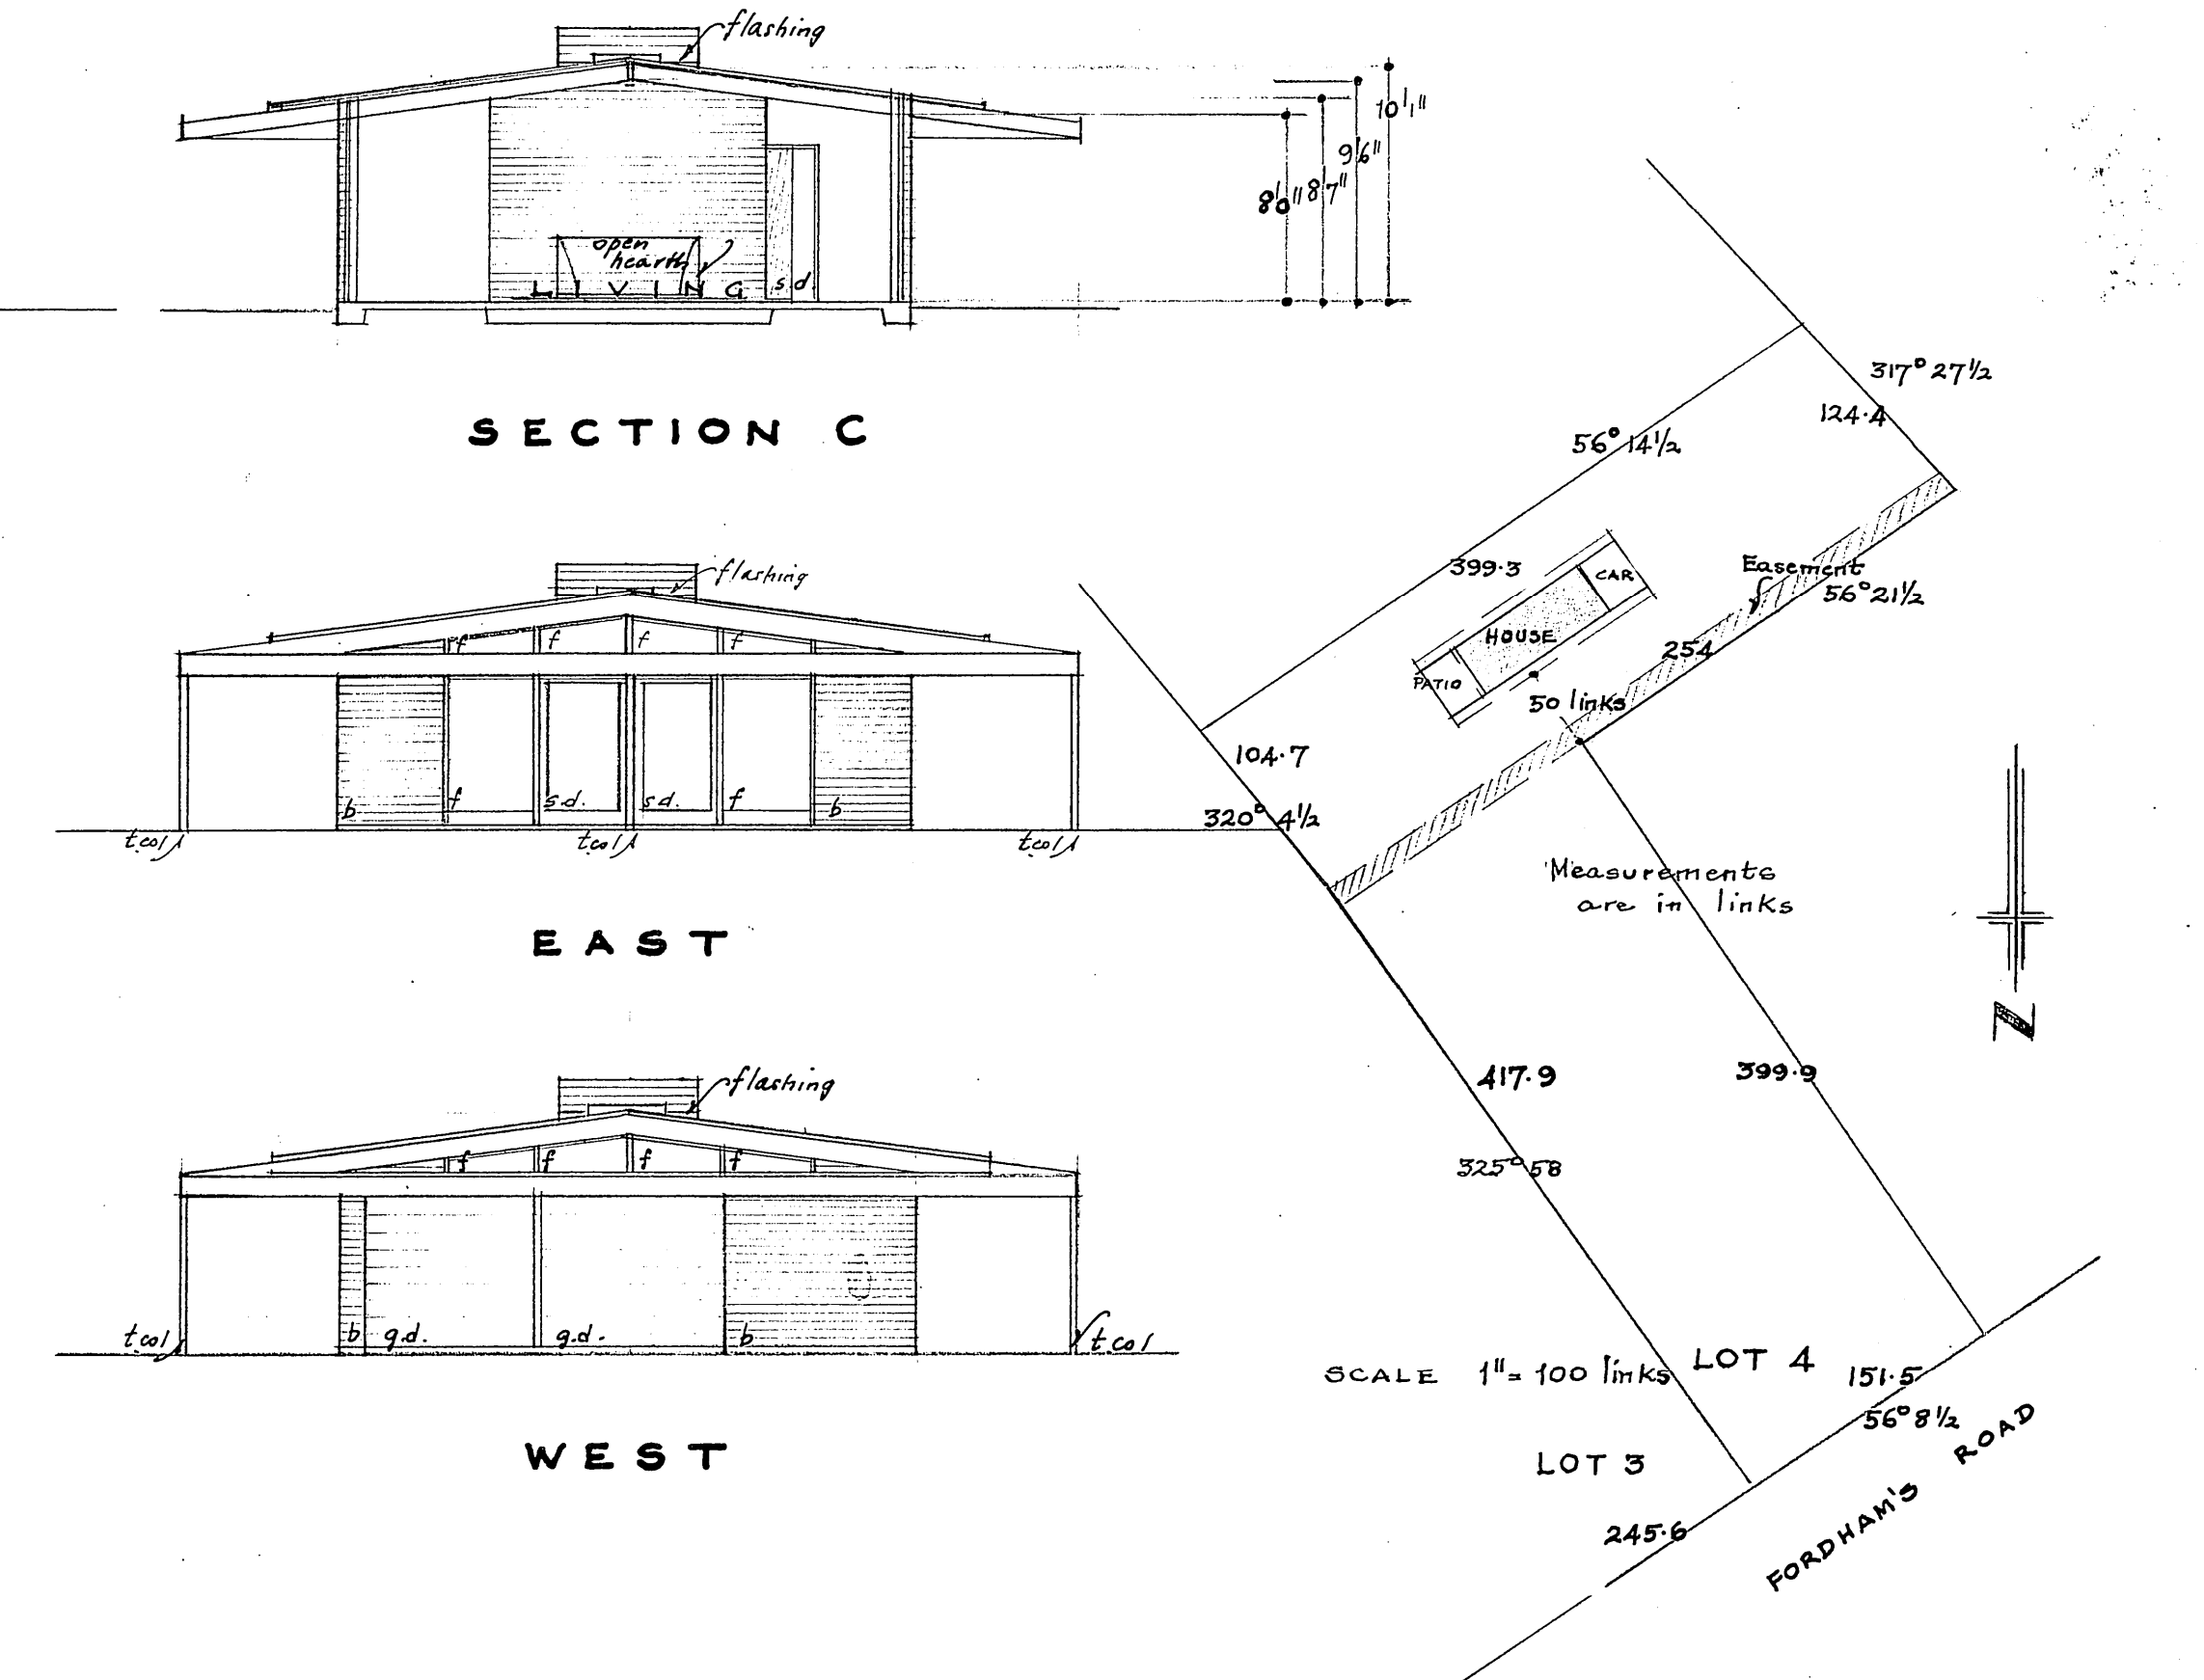 flashing
10'1"
9'6"
8'7"
8'0"
open
hearth
LIVING
s d
SECTION C
flashing
f f f f
b f s.d. s.d. f b
t.col t.col t.col
EAST
flashing
f f f f
b g.d. g.d. b
t.col t.col
WEST
317° 27½
124.4
56° 14½
399.3
CAR
Easement
56° 21½
HOUSE
254
PATIO
50 links
104.7
320° 4½
Measurements
are in links
N
417.9
399.9
325° 58
SCALE 1" = 100 links
LOT 4
151.5
56° 8½
LOT 3
245.6
FORDHAM'S ROAD